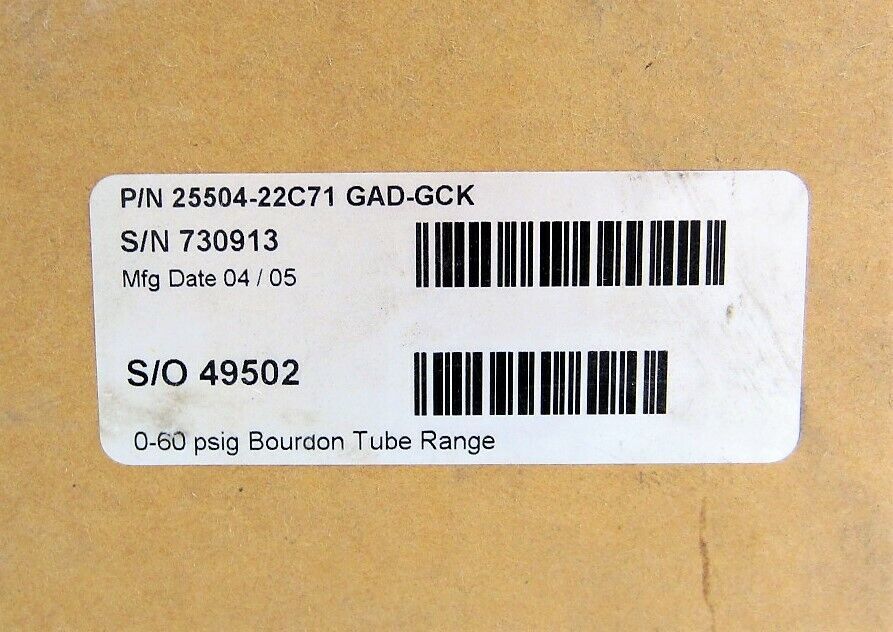 P/N 25504-22C71 GAD-GCK
S/N 730913
Mfg Date 04 / 05
S/O 49502
0-60 psig Bourdon Tube Range